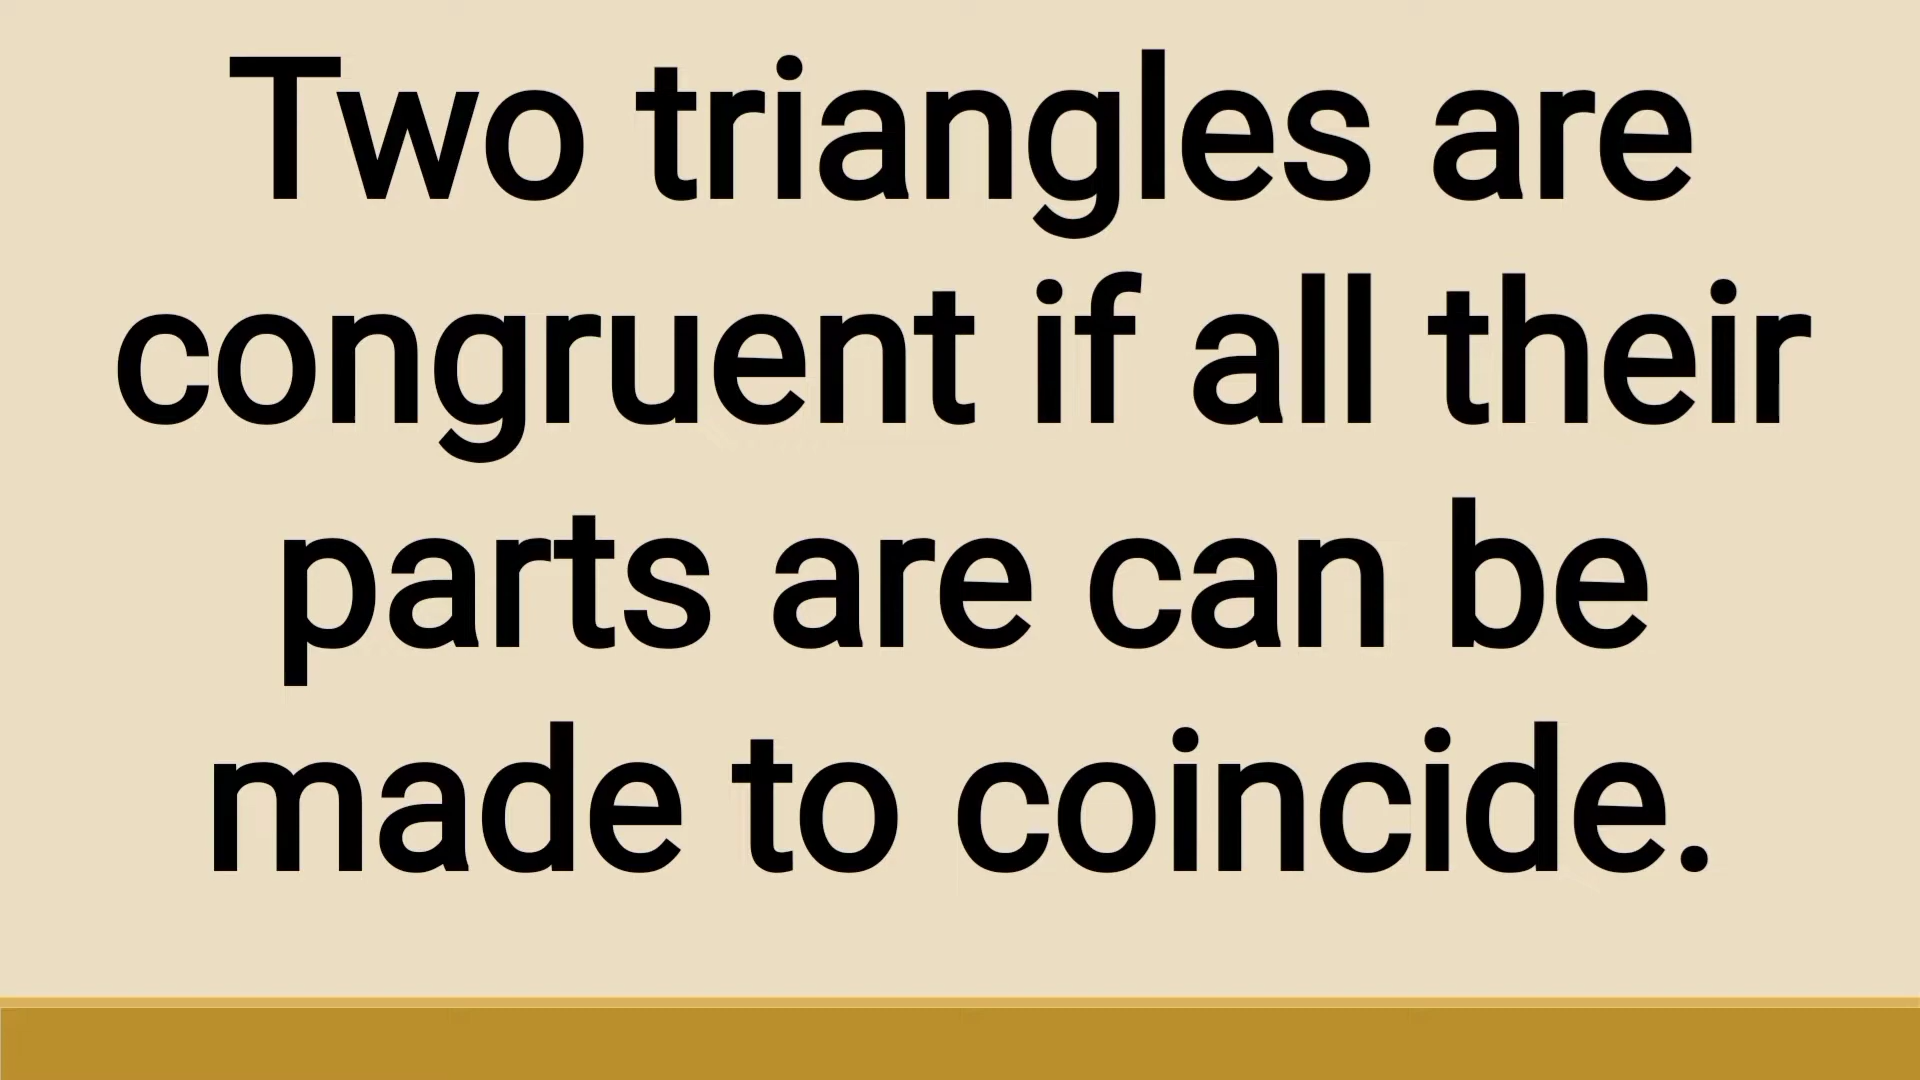 Two triangles are
congruent if all their
parts are can be
made to coincide.